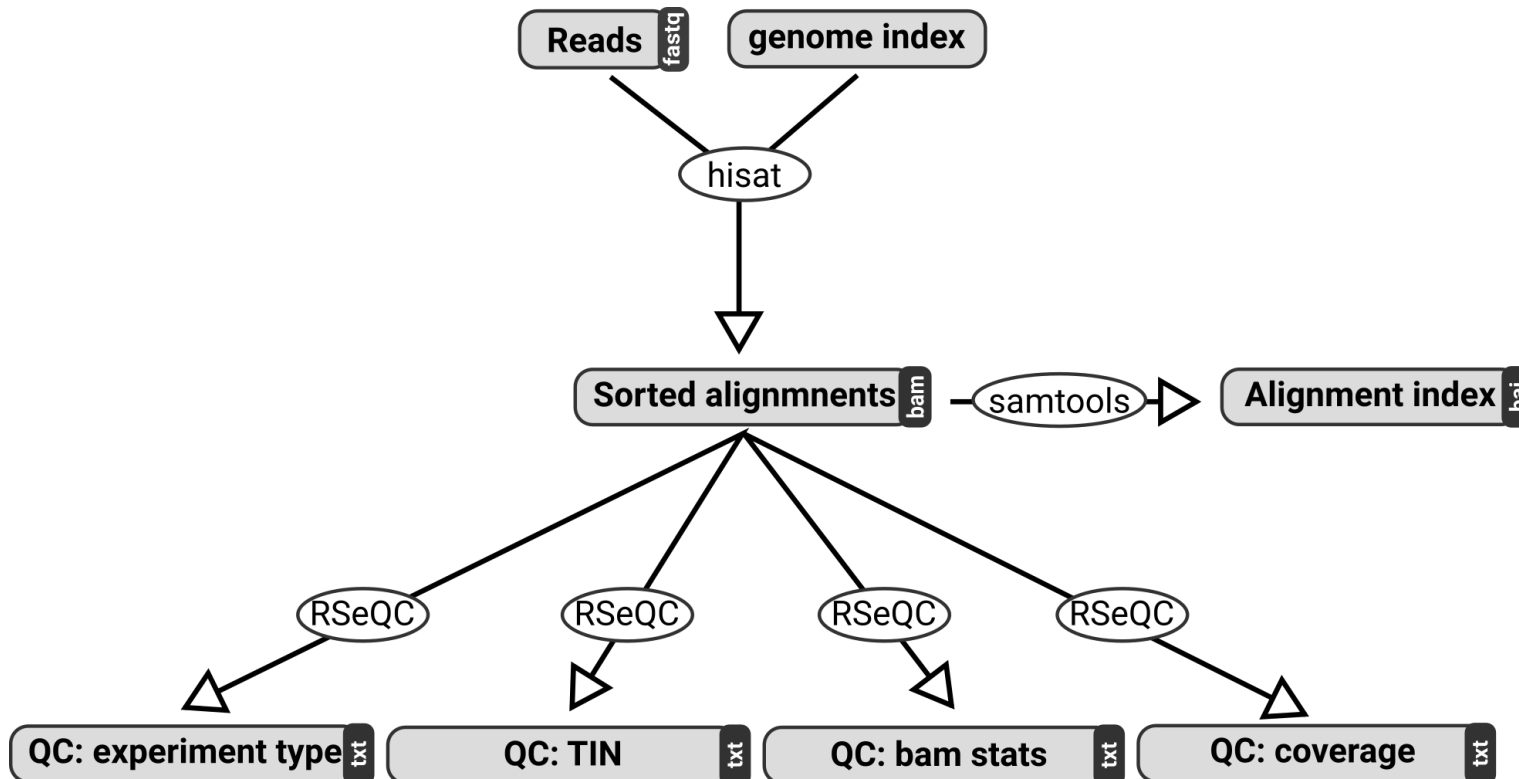 Reads fastq
genome index
hisat
Sorted alignmnents bam
samtools
Alignment index bai
RSeQC RSeQC RSeQC RSeQC
QC: experiment type txt
QC: TIN txt
QC: bam stats txt
QC: coverage txt